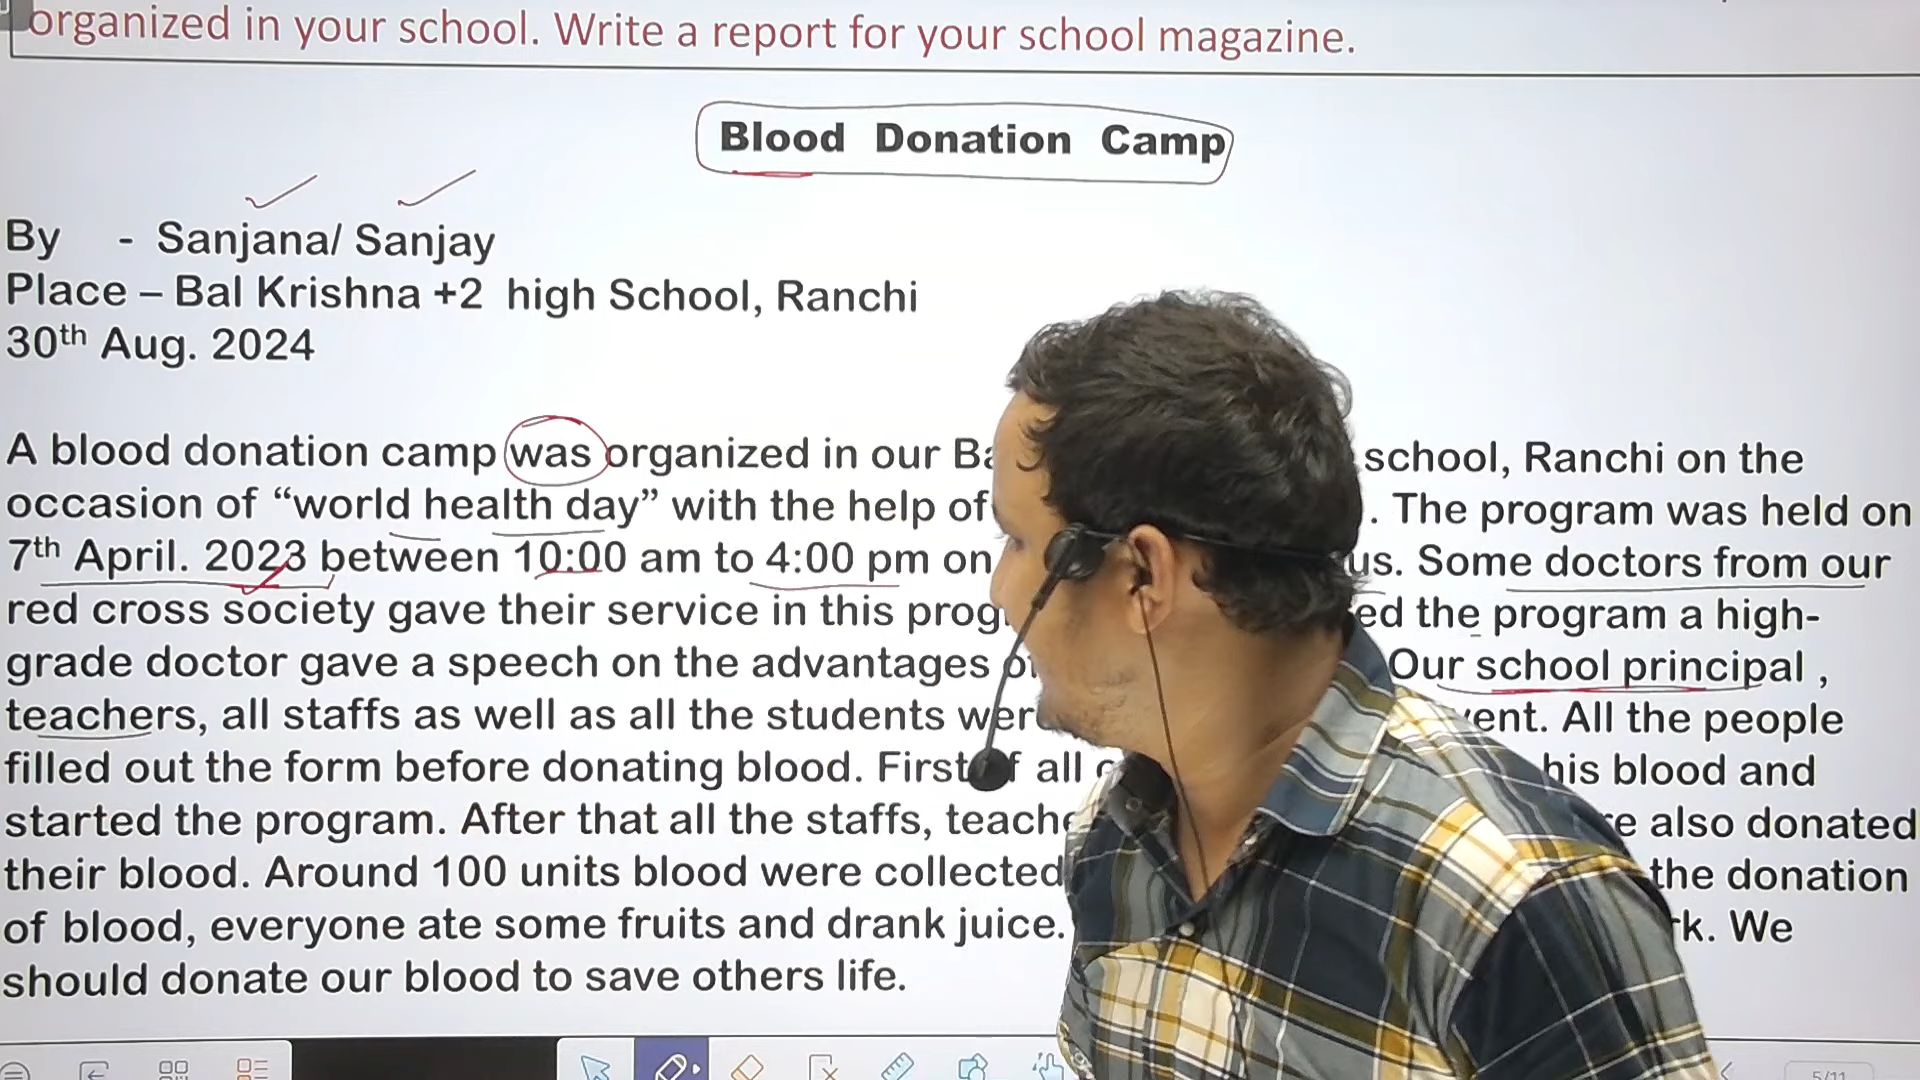 organized in your school. Write a report for your school magazine.
Blood Donation Camp
By - Sanjana/ Sanjay
Place – Bal Krishna +2 high School, Ranchi
30th Aug. 2024
A blood donation camp was organized in our school, Ranchi on the
occasion of “world health day” with the help of . The program was held on
7th April. 2023 between 10:00 am to 4:00 pm on us. Some doctors from our
red cross society gave their service in this the program a high-
grade doctor gave a speech on the advantages Our school principal ,
teachers, all staffs as well as all the students All the people
filled out the form before donating blood. First all his blood and
started the program. After that all the staffs, also donated
their blood. Around 100 units blood were collected the donation
of blood, everyone ate some fruits and drank juice. We
should donate our blood to save others life.
5/11